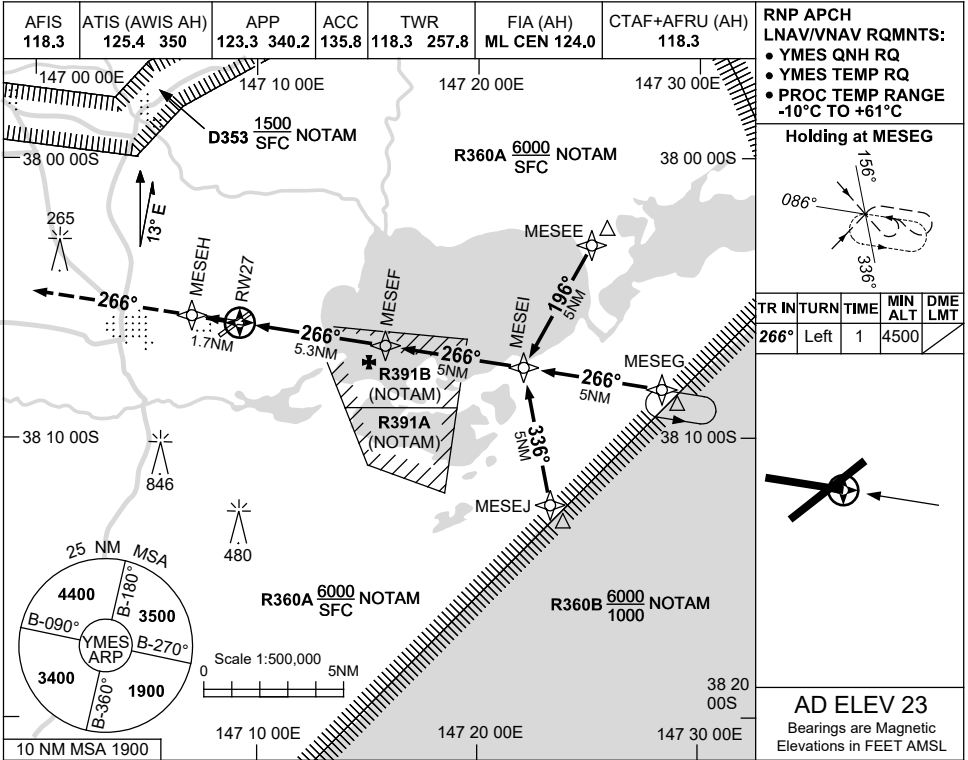 AFIS
118.3
ATIS (AWIS AH)
125.4 350
APP
123.3 340.2
ACC
135.8
TWR
118.3 257.8
FIA (AH)
ML CEN 124.0
CTAF+AFRU (AH)
118.3
RNP APCH
LNAV/VNAV RQMNTS:
• YMES QNH RQ
• YMES TEMP RQ
• PROC TEMP RANGE
-10°C TO +61°C
147 00 00E
147 10 00E
147 20 00E
147 30 00E
D353 1500 NOTAM
SFC
R360A 6000 NOTAM
SFC
38 00 00S
38 00 00S
Holding at MESEG
156°
086°
336°
13° E
265
MESEE
MESEH
RW27
MESEF
MESEI
196°
5NM
266°
1.7NM
266°
5.3NM
266°
5NM
266°
5NM
MESEG
TR IN TURN TIME MIN ALT DME LMT
266° Left 1 4500
R391B
(NOTAM)
R391A
(NOTAM)
336°
5NM
38 10 00S
38 10 00S
846
MESEJ
480
25 NM MSA
4400
B-180°
3500
B-090°
YMES
ARP
B-270°
3400
B-360°
1900
R360A 6000 NOTAM
SFC
R360B 6000 NOTAM
1000
Scale 1:500,000
0 5NM
38 20
00S
10 NM MSA 1900
147 10 00E
147 20 00E
147 30 00E
AD ELEV 23
Bearings are Magnetic
Elevations in FEET AMSL